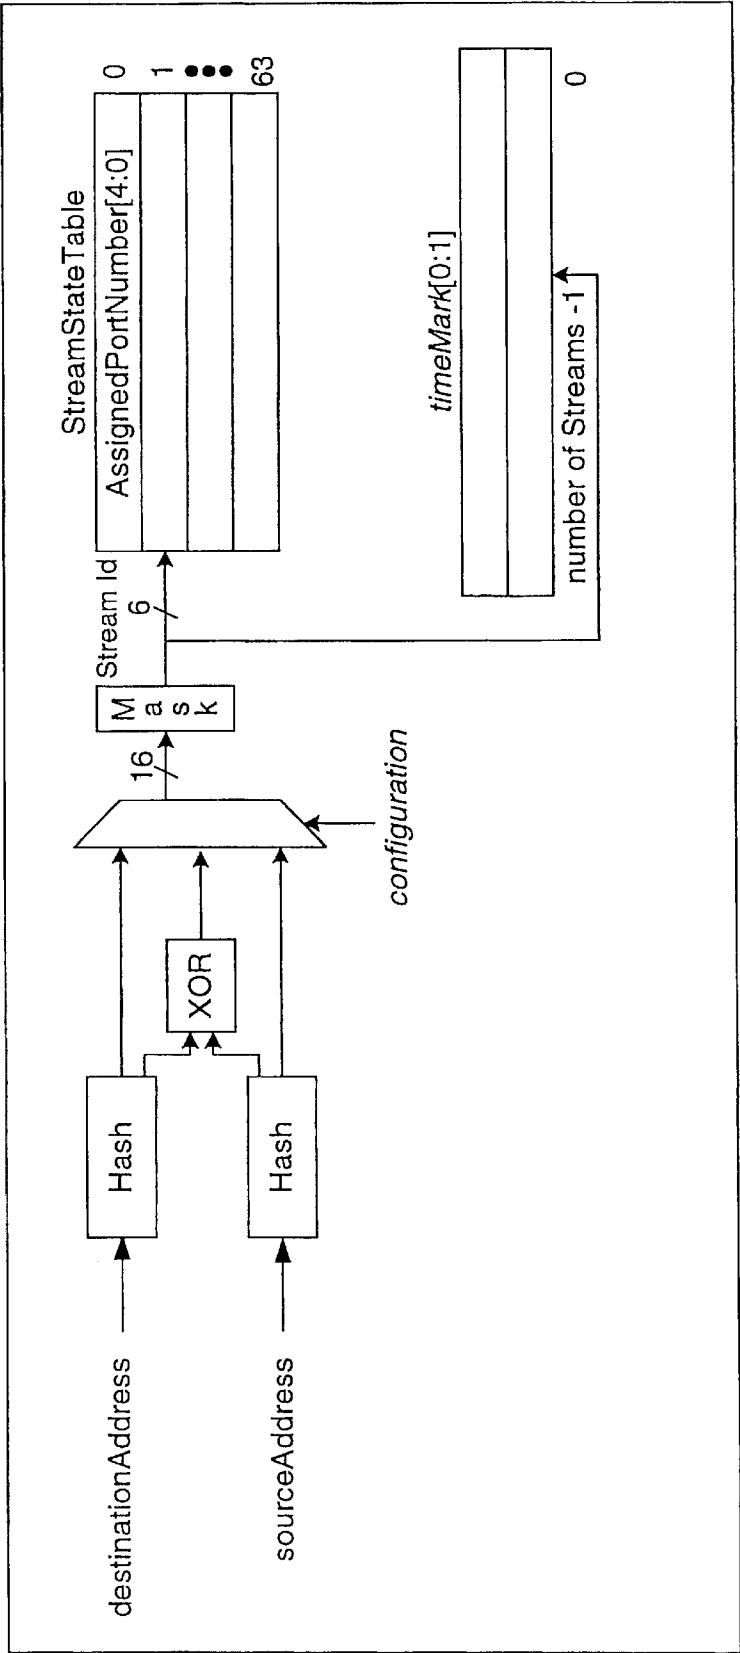 destinationAddress
sourceAddress
Hash
Hash
XOR
configuration
16
Mask
Stream Id
6
StreamStateTable
AssignedPortNumber[4:0]
0
1
63
timeMark[0:1]
number of Streams -1
0